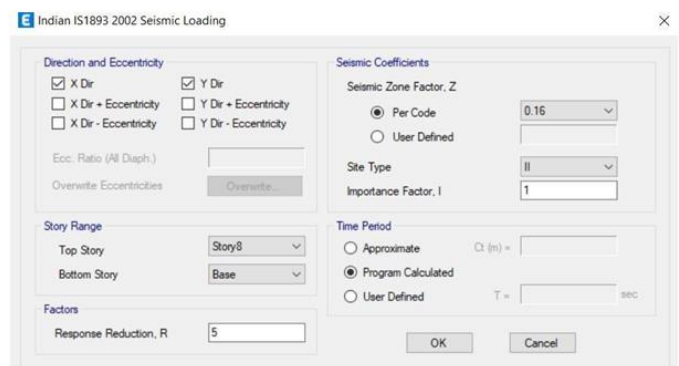 E Indian IS1893 2002 Seismic Loading
Direction and Eccentricity
X Dir Y Dir
X Dir + Eccentricity Y Dir + Eccentricity
X Dir - Eccentricity Y Dir - Eccentricity
Ecc. Ratio (All Diaph.)
Overwrite Eccentricities Overwrite...
Story Range
Top Story Story8
Bottom Story Base
Factors
Response Reduction, R 5
Seismic Coefficients
Seismic Zone Factor, Z
Per Code 0.16
User Defined
Site Type II
Importance Factor, I 1
Time Period
Approximate Ct (m) =
Program Calculated
User Defined T = sec
OK Cancel